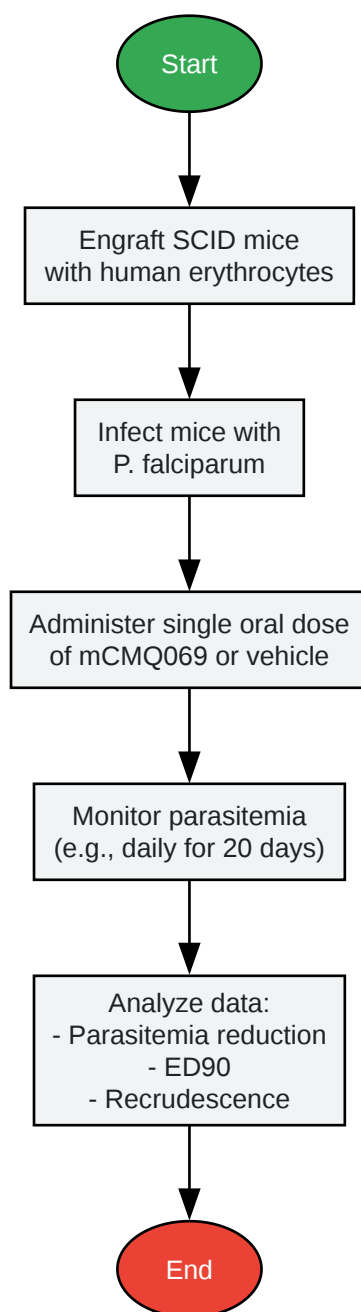 Start
Engraft SCID mice
with human erythrocytes
Infect mice with
P. falciparum
Administer single oral dose
of mCMQ069 or vehicle
Monitor parasitemia
(e.g., daily for 20 days)
Analyze data:
- Parasitemia reduction
- ED90
- Recrudescence
End